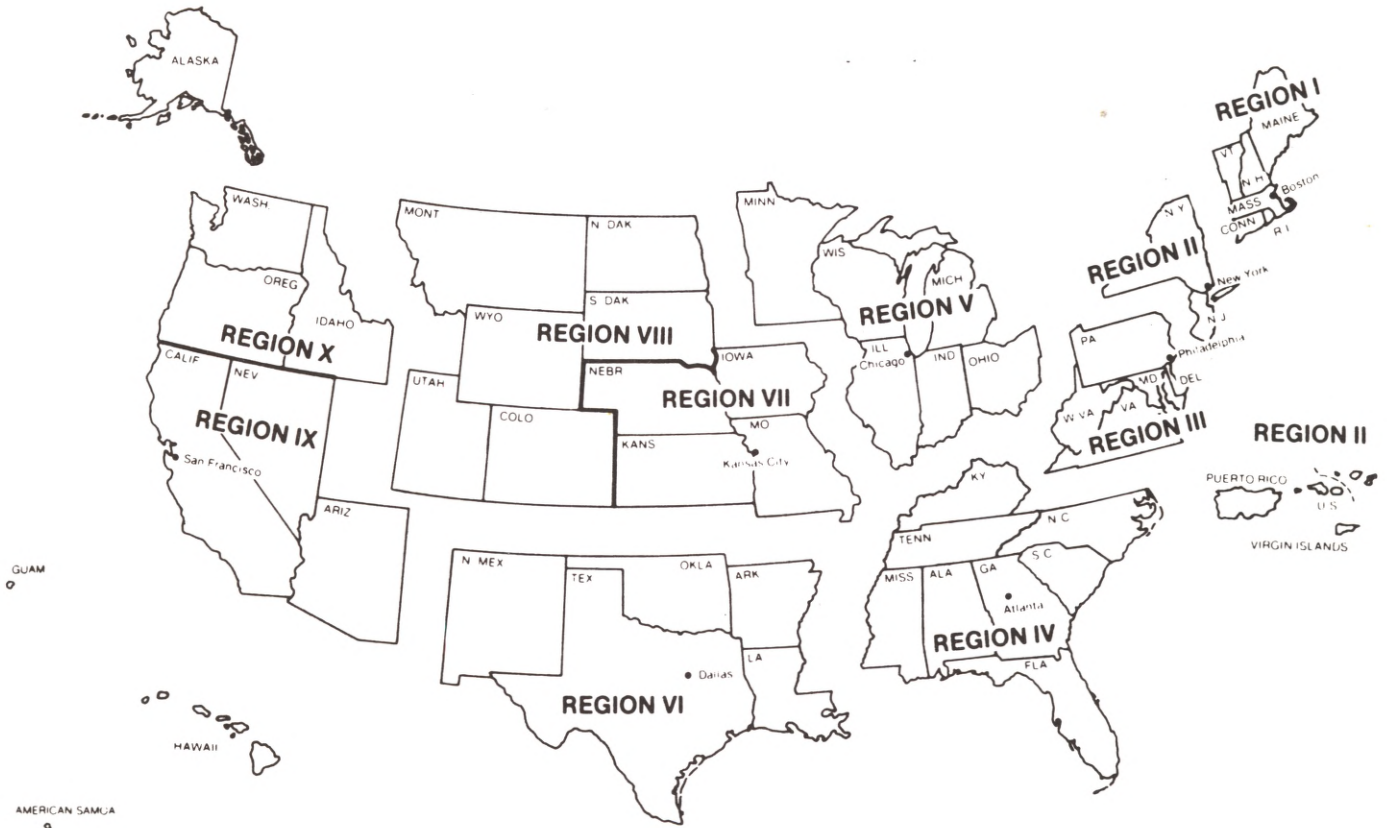 ALASKA
REGION I
MAINE
VT
N H
Boston
MASS
CONN
R I
WASH
MONT
N DAK
MINN
N Y
REGION II
New York
N J
OREG
IDAHO
REGION X
WYO
S DAK
REGION VIII
WIS
MICH
REGION V
PA
Philadelphia
CALIF
NEV
UTAH
NEBR
IOWA
REGION VII
ILL
Chicago
IND
OHIO
MD
DEL
W VA
VA
REGION III
REGION IX
San Francisco
COLO
KANS
MO
Kansas City
REGION II
PUERTO RICO
U.S.
VIRGIN ISLANDS
KY
ARIZ
TENN
N C
S C
GUAM
N MEX
TEX
OKLA
ARK
MISS
ALA
GA
Atlanta
REGION IV
FLA
LA
Dallas
REGION VI
HAWAII
AMERICAN SAMOA